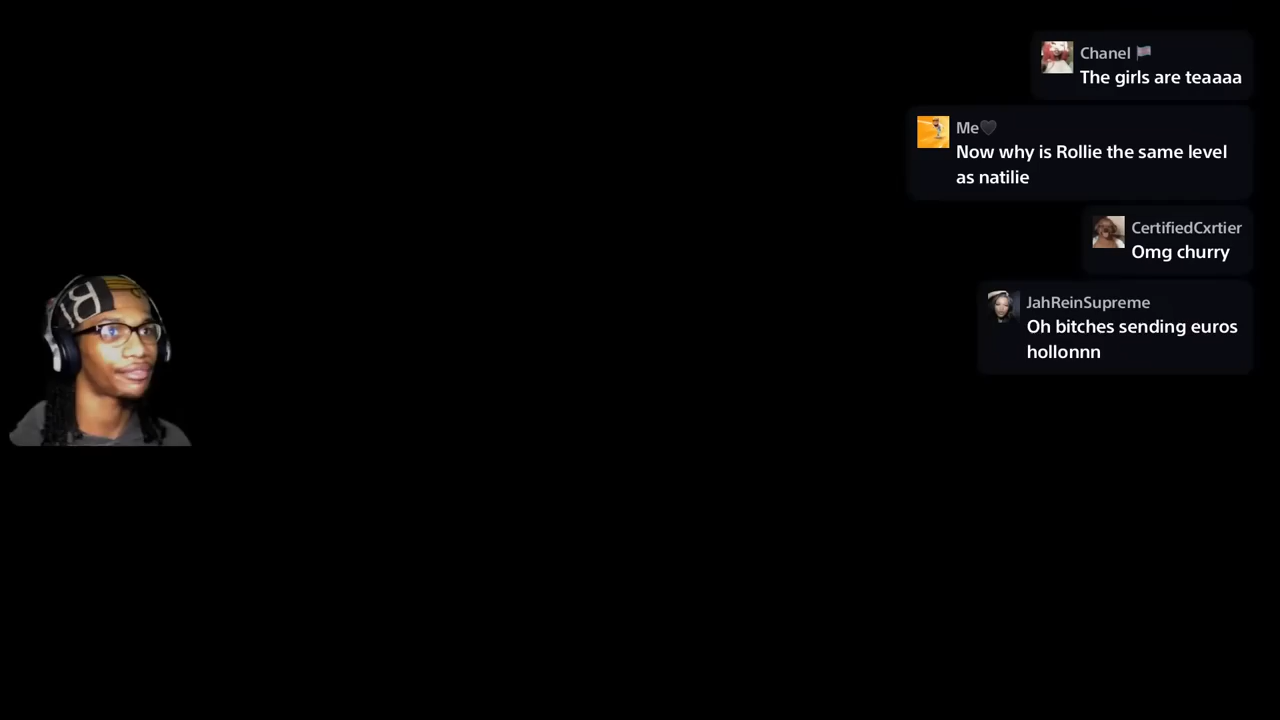 Chanel
The girls are teaaaa
Me🖤
Now why is Rollie the same level
as natilie
CertifiedCxrtier
Omg churry
JahReinSupreme
Oh bitches sending euros
hollonnn